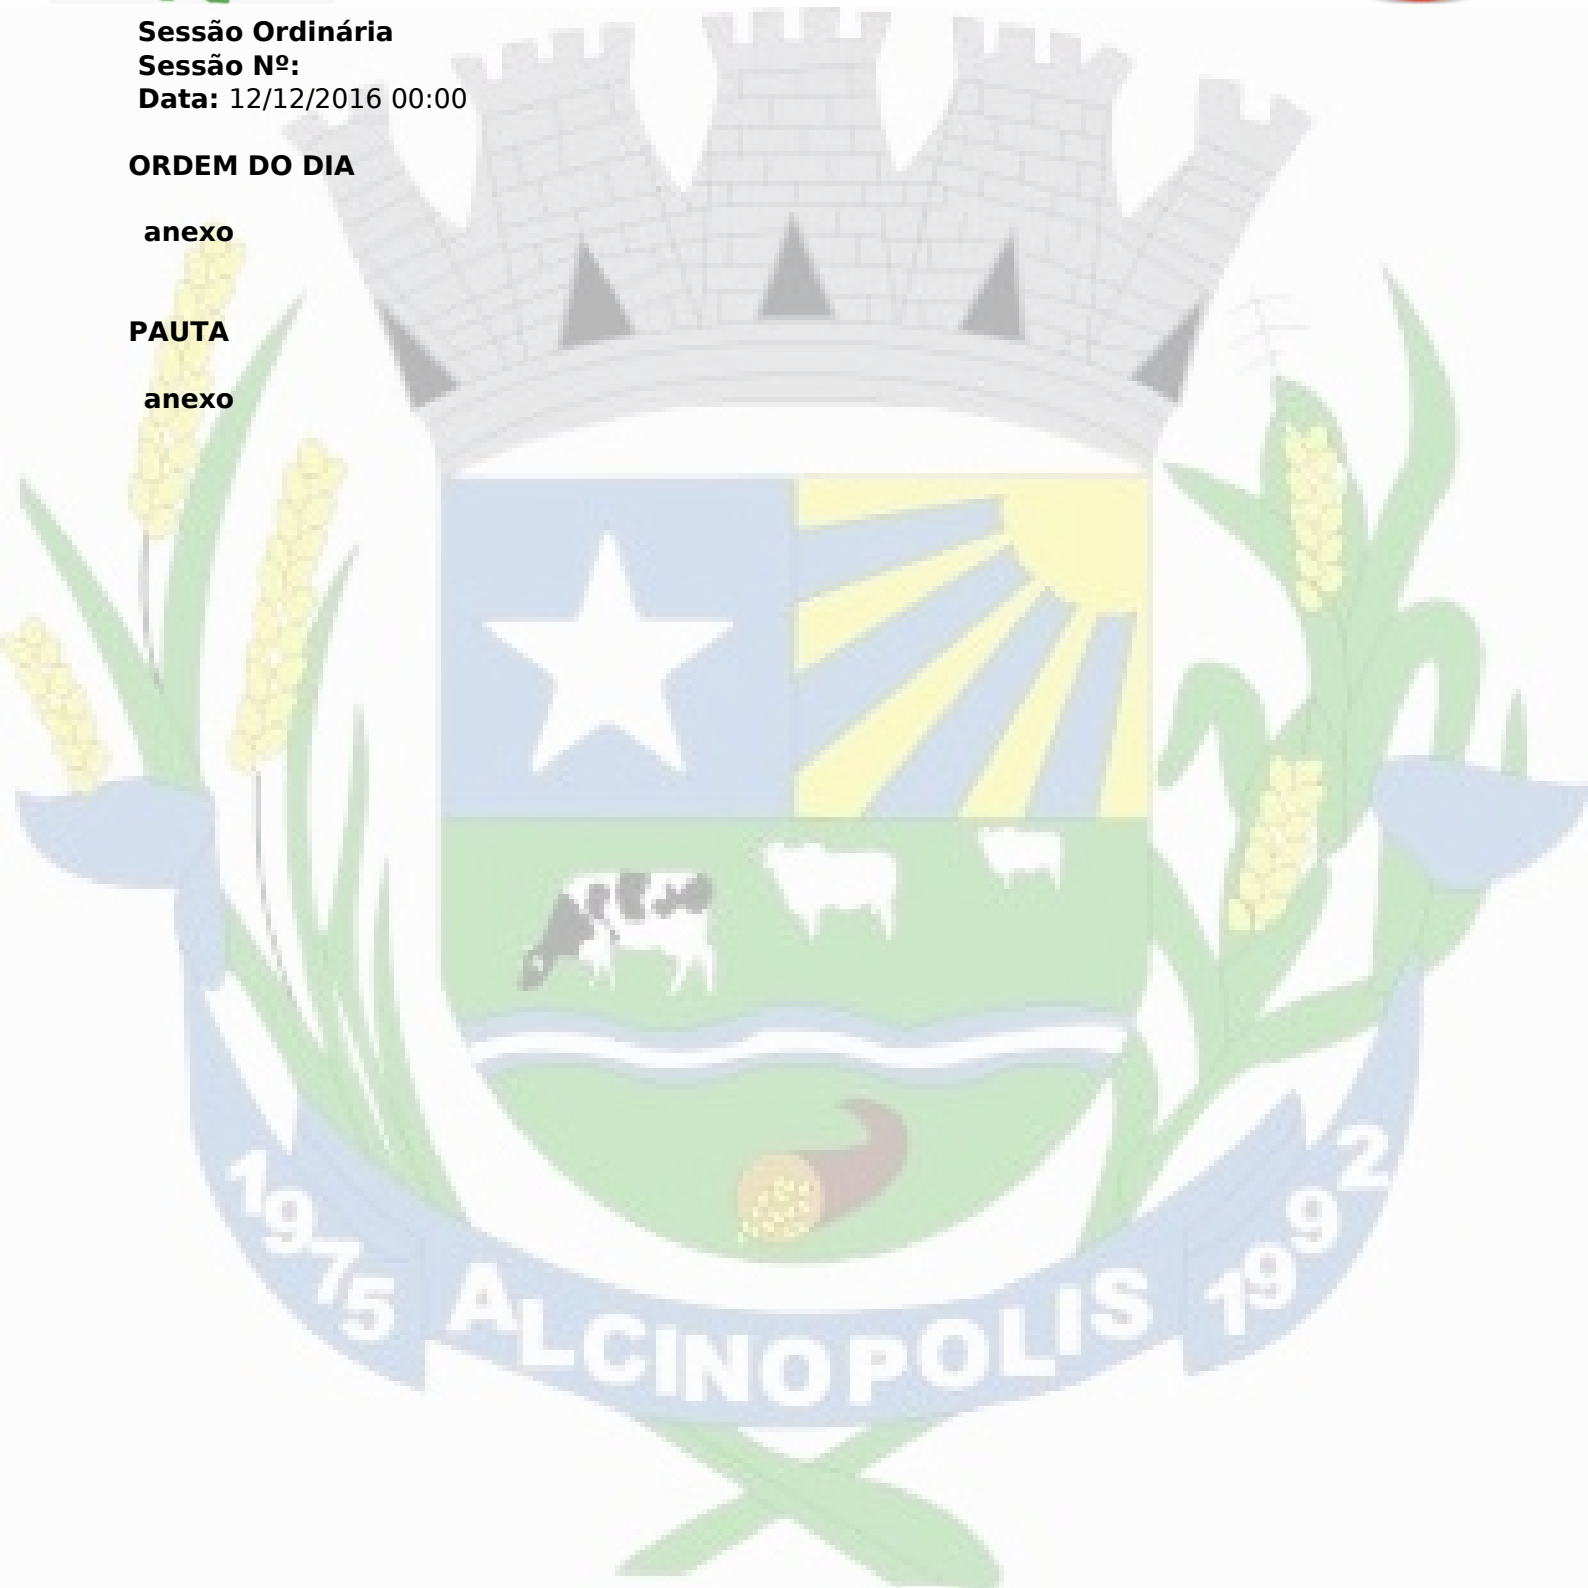 Sessão Ordinária
Sessão Nº:
Data: 12/12/2016 00:00
ORDEM DO DIA
anexo
PAUTA
anexo
1975 ALCINOPOLIS 1992